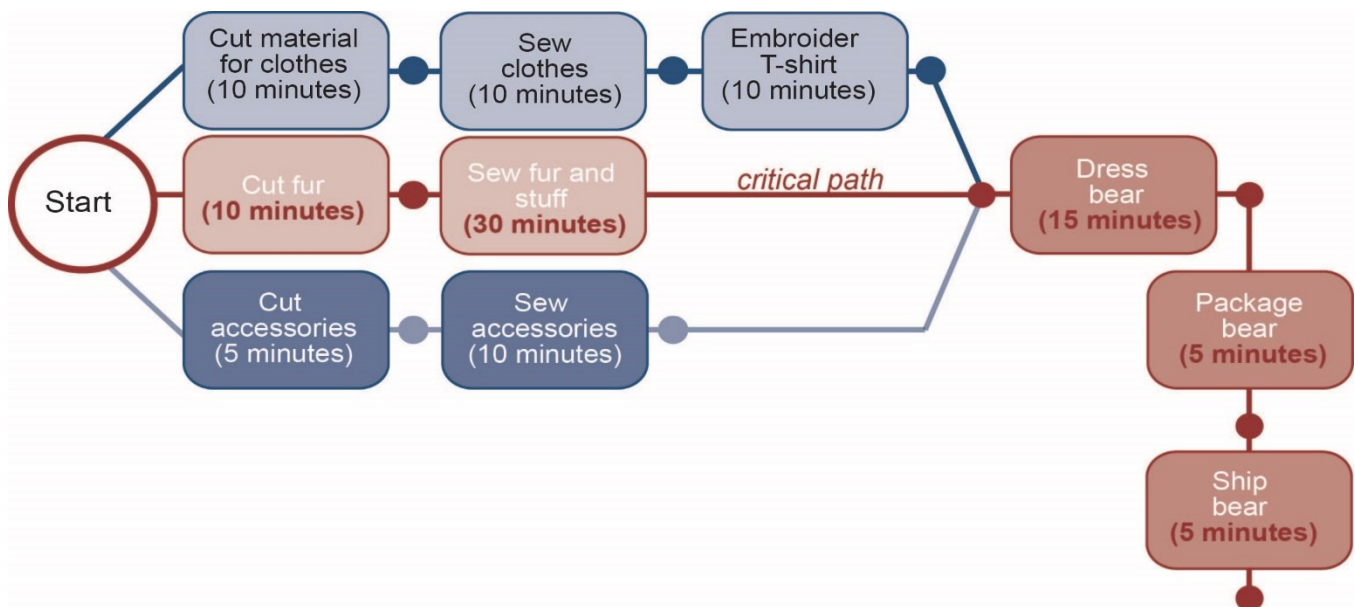 Cut material
for clothes
(10 minutes)
Sew
clothes
(10 minutes)
Embroider
T-shirt
(10 minutes)
Start
Cut fur
(10 minutes)
Sew fur and
stuff
(30 minutes)
critical path
Dress
bear
(15 minutes)
Cut
accessories
(5 minutes)
Sew
accessories
(10 minutes)
Package
bear
(5 minutes)
Ship
bear
(5 minutes)